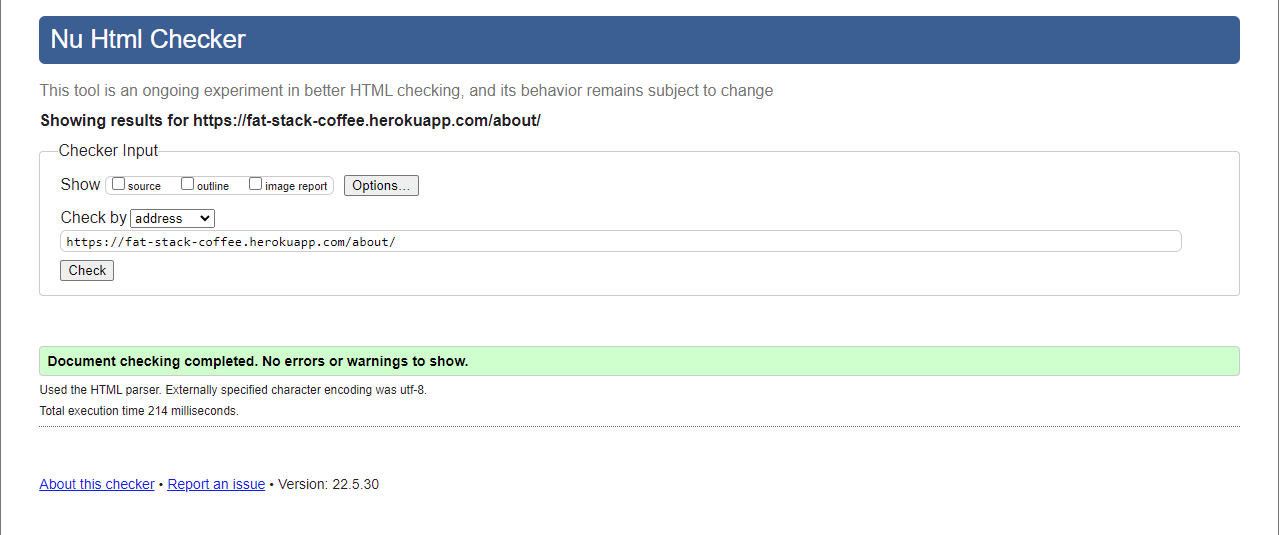 Nu Html Checker
This tool is an ongoing experiment in better HTML checking, and its behavior remains subject to change
Showing results for https://fat-stack-coffee.herokuapp.com/about/
Checker Input
Show source outline image report Options...
Check by address
https://fat-stack-coffee.herokuapp.com/about/
Check
Document checking completed. No errors or warnings to show.
Used the HTML parser. Externally specified character encoding was utf-8.
Total execution time 214 milliseconds.
About this checker • Report an issue • Version: 22.5.30